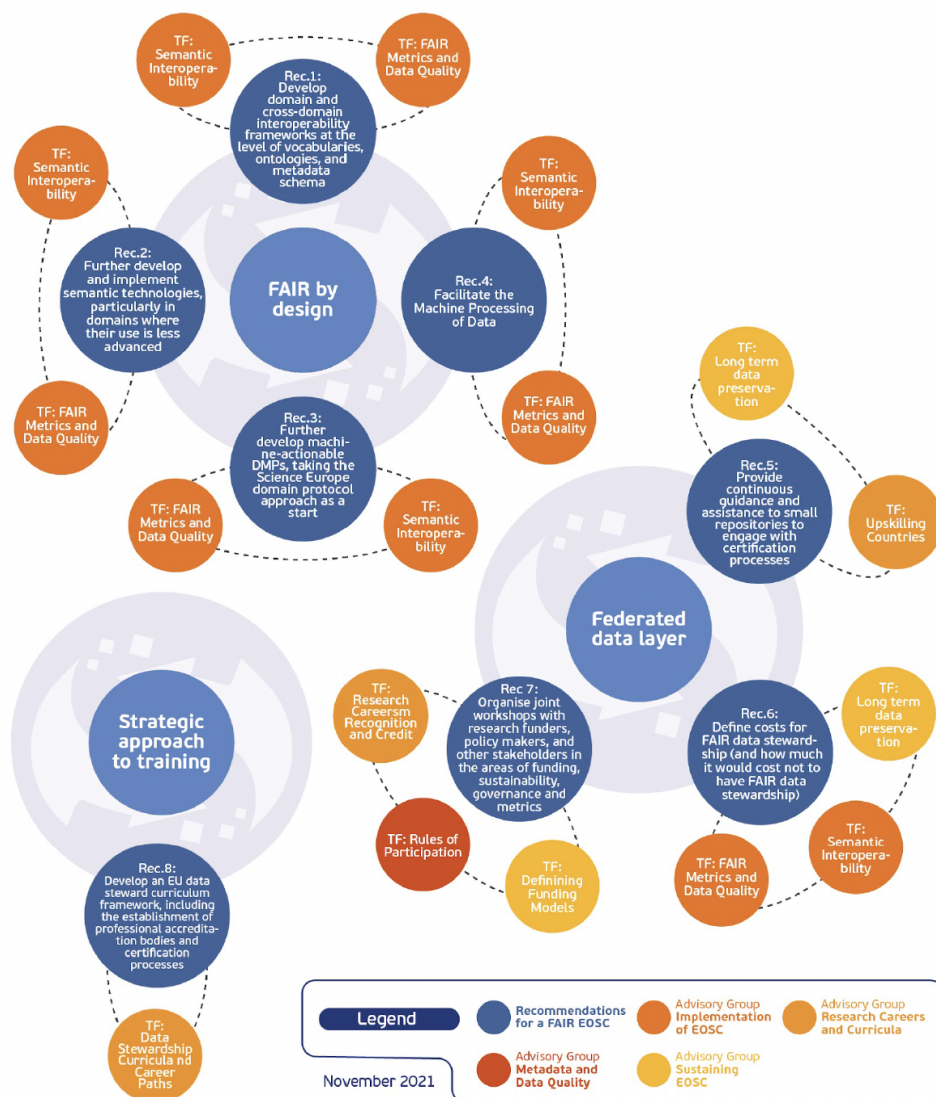 TF:
Semantic
Interopera-
bility
TF: FAIR
Metrics and
Data Quality
Rec.1:
Develop
domain and
cross-domain
interoperability
frameworks at the
level of vocabularies,
ontologies, and
metadata
schema
TF:
Semantic
Interopera-
bility
TF:
Semantic
Interopera-
bility
Rec.2:
Further develop
and implement
semantic technologies,
particularly in
domains where
their use is less
advanced
FAIR by
design
Rec.4:
Facilitate the
Machine Processing
of Data
TF: FAIR
Metrics and
Data Quality
TF: FAIR
Metrics and
Data Quality
Rec.3:
Further
develop machi-
ne-actionable
DMPs, taking the
Science Europe
domain protocol
approach as a
start
TF: FAIR
Metrics and
Data Quality
TF:
Semantic
Interopera-
bility
TF:
Long term
data
preserva-
tion
Rec.5:
Provide
continuous
guidance and
assistance to small
repositories to
engage with
certification
processes
TF:
Upskilling
Countries
Federated
data layer
TF:
Research
Careersm
Recognition
and Credit
Rec 7:
Organise joint
workshops with
research funders,
policy makers, and
other stakeholders in
the areas of funding,
sustainability,
governance and
metrics
TF: Rules of
Participation
TF:
Definining
Funding
Models
Rec.6:
Define costs for
FAIR data steward-
ship (and how much
it would cost not to
have FAIR data
stewardship)
TF:
Long term
data
preserva-
tion
TF:
Semantic
Interopera-
bility
TF: FAIR
Metrics and
Data Quality
Strategic
approach
to training
Rec.8:
Develop an EU data
steward curriculum
framework, including
the establishment of
professional accredita-
tion bodies and
certification
processes
TF:
Data
Stewardship
Curricula nd
Career
Paths
Legend
November 2021
Recommendations
for a FAIR EOSC
Advisory Group
Implementation
of EOSC
Advisory Group
Research Careers
and Curricula
Advisory Group
Metadata and
Data Quality
Advisory Group
Sustaining
EOSC